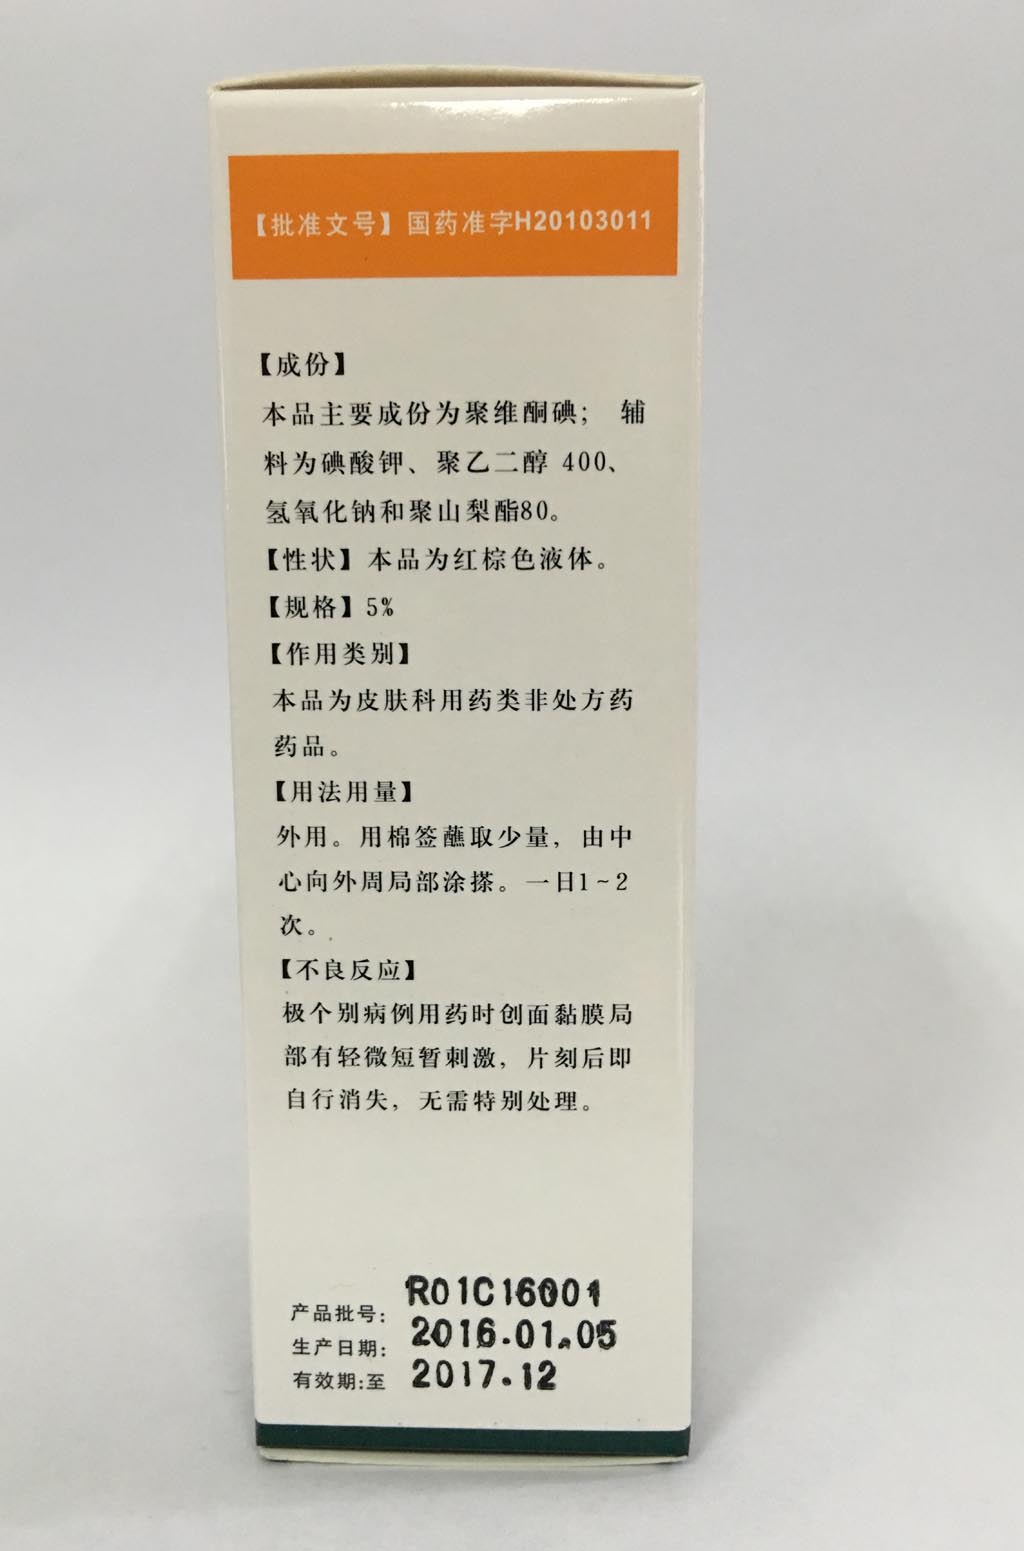 【批准文号】国药准字H20103011
【成份】
本品主要成份为聚维酮碘； 辅
料为碘酸钾、聚乙二醇 400、
氢氧化钠和聚山梨酯80。
【性状】本品为红棕色液体。
【规格】5%
【作用类别】
本品为皮肤科用药类非处方药
药品。
【用法用量】
外用。用棉签蘸取少量，由中
心向外周局部涂搽。一日1~2
次。
【不良反应】
极个别病例用药时创面黏膜局
部有轻微短暂刺激，片刻后即
自行消失，无需特别处理。
产品批号: R01C16001
生产日期: 2016.01.05
有效期:至 2017.12